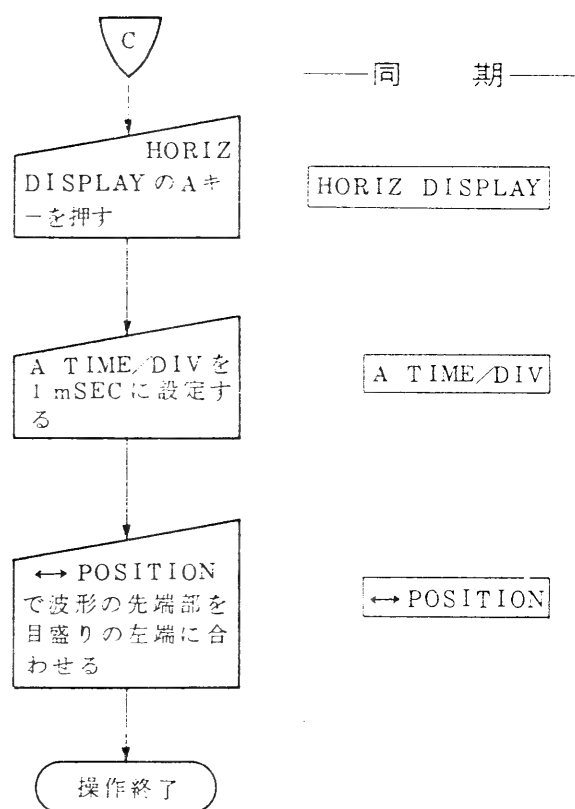 C
同 期
HORIZ
DISPLAYのAキ
ーを押す
HORIZ DISPLAY
A TIME/DIVを
1 mSECに設定す
る
A TIME/DIV
↔ POSITION
で波形の先端部を
目盛りの左端に合
わせる
↔ POSITION
操作終了